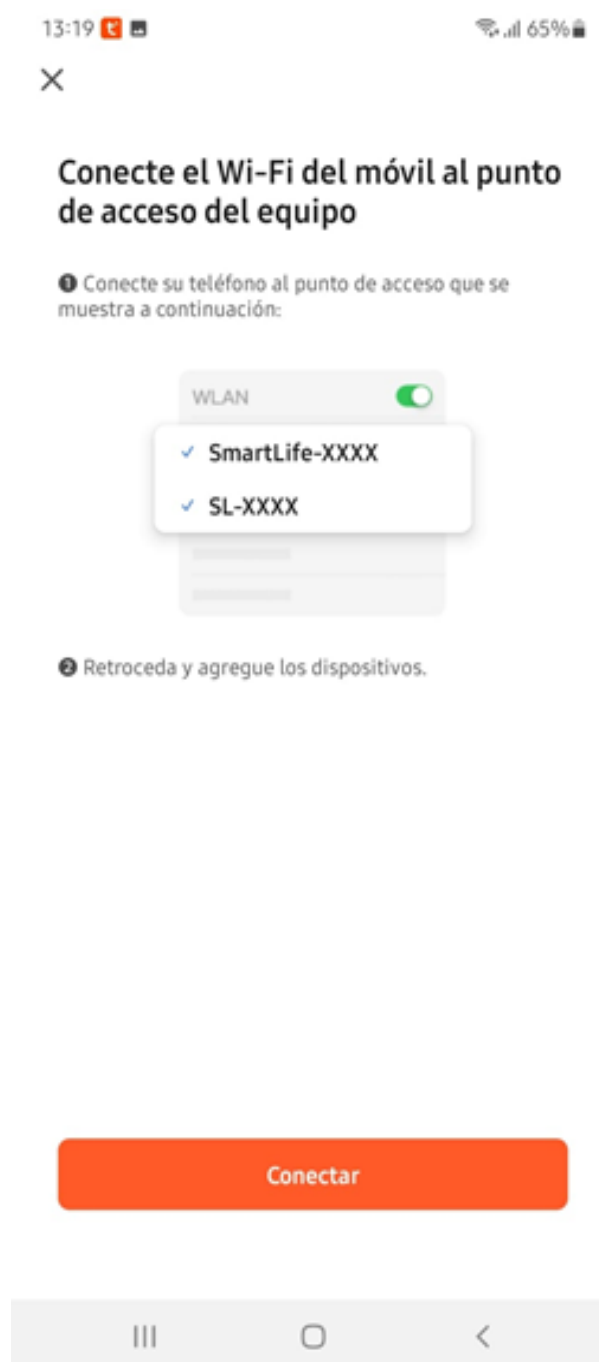 13:19 65%
Conecte el Wi-Fi del móvil al punto
de acceso del equipo
❶ Conecte su teléfono al punto de acceso que se
muestra a continuación:
WLAN
SmartLife-XXXX
SL-XXXX
❷ Retroceda y agregue los dispositivos.
Conectar